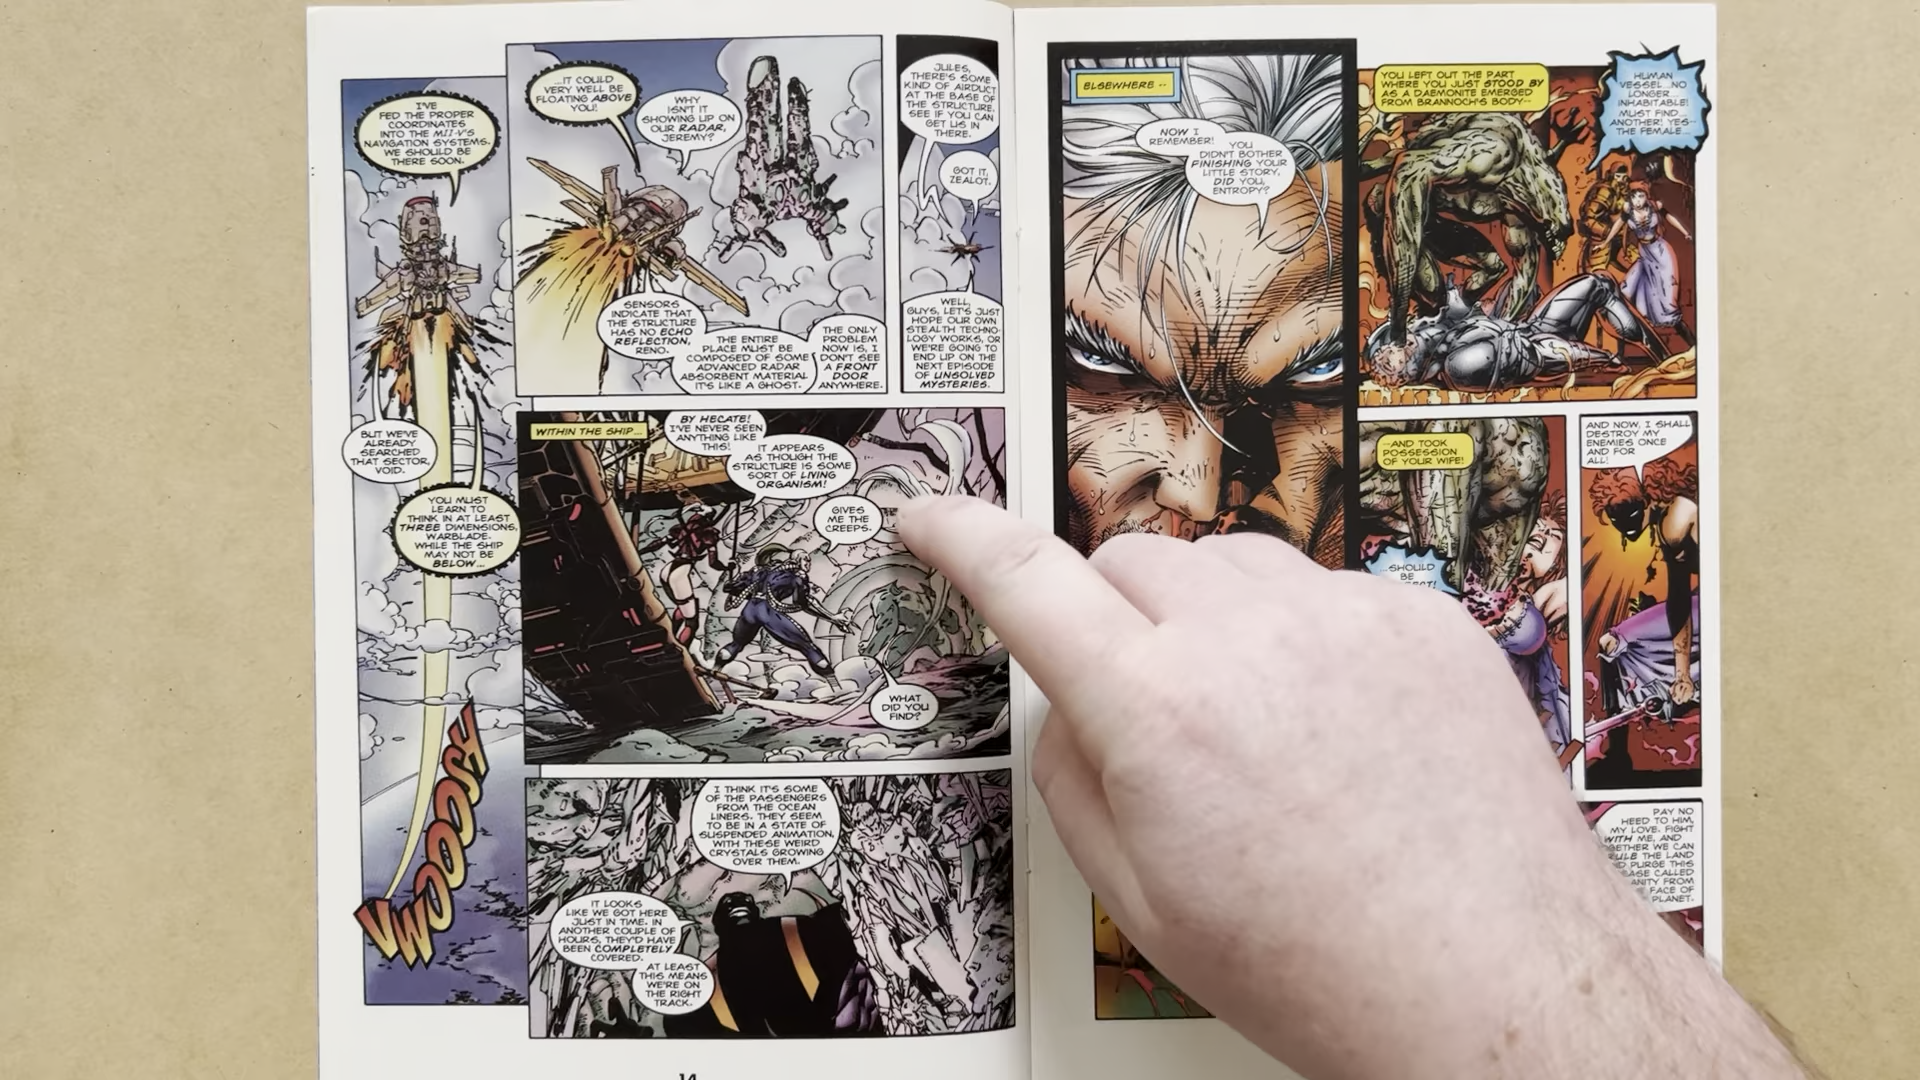 I'VE
FED THE PROPER
COORDINATES
INTO THE MII-V'S
NAVIGATION SYSTEMS.
WE SHOULD BE
THERE SOON.
BUT WE'VE
ALREADY
SEARCHED
THAT SECTOR,
VOID.
YOU MUST
LEARN TO
THINK IN AT LEAST
THREE DIMENSIONS,
WARBLADE.
WHILE THE SHIP
MAY NOT BE
BELOW...
...IT COULD
VERY WELL BE
FLOATING ABOVE
YOU!
WHY
ISN'T IT
SHOWING UP ON
OUR RADAR,
JEREMY?
SENSORS
INDICATE THAT
THE STRUCTURE
HAS NO ECHO
REFLECTION,
RENO.
THE ENTIRE
PLACE MUST BE
COMPOSED OF SOME
ADVANCED RADAR
ABSORBENT MATERIAL
IT'S LIKE A GHOST.
THE ONLY
PROBLEM
NOW IS, I
DON'T SEE
A FRONT
DOOR
ANYWHERE.
JULES,
THERE'S SOME
KIND OF AIRDUCT
AT THE BASE OF
THE STRUCTURE.
SEE IF YOU CAN
GET US IN
THERE.
GOT IT,
ZEALOT.
WELL,
GUYS, LET'S JUST
HOPE OUR OWN
STEALTH TECHNO-
LOGY WORKS, OR
WE'RE GOING TO
END UP ON THE
NEXT EPISODE
OF UNSOLVED
MYSTERIES.
WITHIN THE SHIP...
BY HECATE!
I'VE NEVER SEEN
ANYTHING LIKE
THIS!
IT APPEARS
AS THOUGH THE
STRUCTURE IS SOME
SORT OF LIVING
ORGANISM!
GIVES
ME THE
CREEPS.
WHAT
DID YOU
FIND?
VWOOOOSH
I THINK IT'S SOME
OF THE PASSENGERS
FROM THE OCEAN
LINERS. THEY SEEM
TO BE IN A STATE OF
SUSPENDED ANIMATION,
WITH THESE WEIRD
CRYSTALS GROWING
OVER THEM.
IT LOOKS
LIKE WE GOT HERE
JUST IN TIME. IN
ANOTHER COUPLE OF
HOURS, THEY'D HAVE
BEEN COMPLETELY
COVERED.
AT LEAST
THIS MEANS
WE'RE ON
THE RIGHT
TRACK.
14
ELSEWHERE --
NOW I
REMEMBER!
YOU
DIDN'T BOTHER
FINISHING YOUR
LITTLE STORY,
DID YOU,
ENTROPY?
YOU LEFT OUT THE PART
WHERE YOU JUST STOOD BY
AS A DAEMONITE EMERGED
FROM BRANNOCH'S BODY--
HUMAN
VESSEL...NO
LONGER...
INHABITABLE!
MUST FIND...
ANOTHER! YES--
THE FEMALE...
--AND TOOK
POSSESSION
OF YOUR WIFE!
...SHOULD
BE
AND NOW, I SHALL
DESTROY MY
ENEMIES ONCE
AND FOR
ALL!
PAY NO
HEED TO HIM,
MY LOVE. FIGHT
WITH ME, AND
WE CAN
THE LAND
PURGE THIS
CALLED
FROM
FACE OF
PLANET.